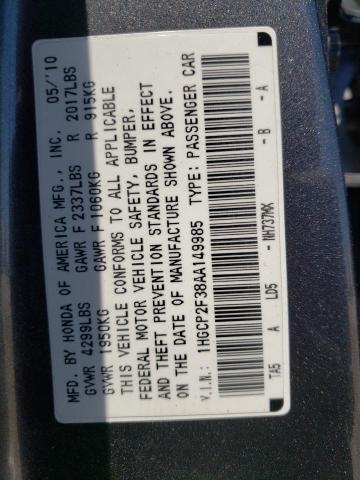 MFD. BY HONDA OF AMERICA MFG., INC. 05/'10
GVWR 4299LBS GAWR F 2337LBS R 2017LBS
GVWR 1950KG GAWR F 1060KG R 915KG
THIS VEHICLE CONFORMS TO ALL APPLICABLE
FEDERAL MOTOR VEHICLE SAFETY, BUMPER,
AND THEFT PREVENTION STANDARDS IN EFFECT
ON THE DATE OF MANUFACTURE SHOWN ABOVE.
V.I.N.: 1HGCP2F38AA149985 TYPE: PASSENGER CAR
TA5 A LD5 - NH737MX - B - A